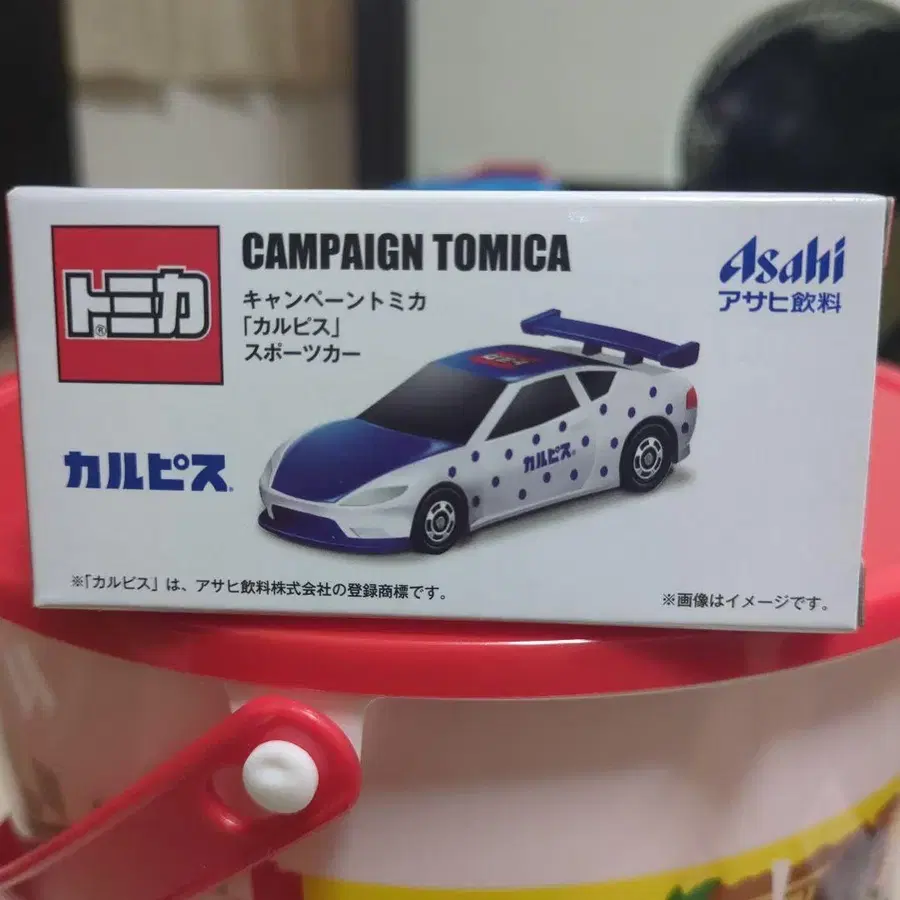 トミカ®
CAMPAIGN TOMICA
キャンペーントミカ
「カルピス」
スポーツカー
Asahi
アサヒ飲料
カルピス®
トミカ
カルピス®
※「カルピス」は、アサヒ飲料株式会社の登録商標です。
※画像はイメージです。